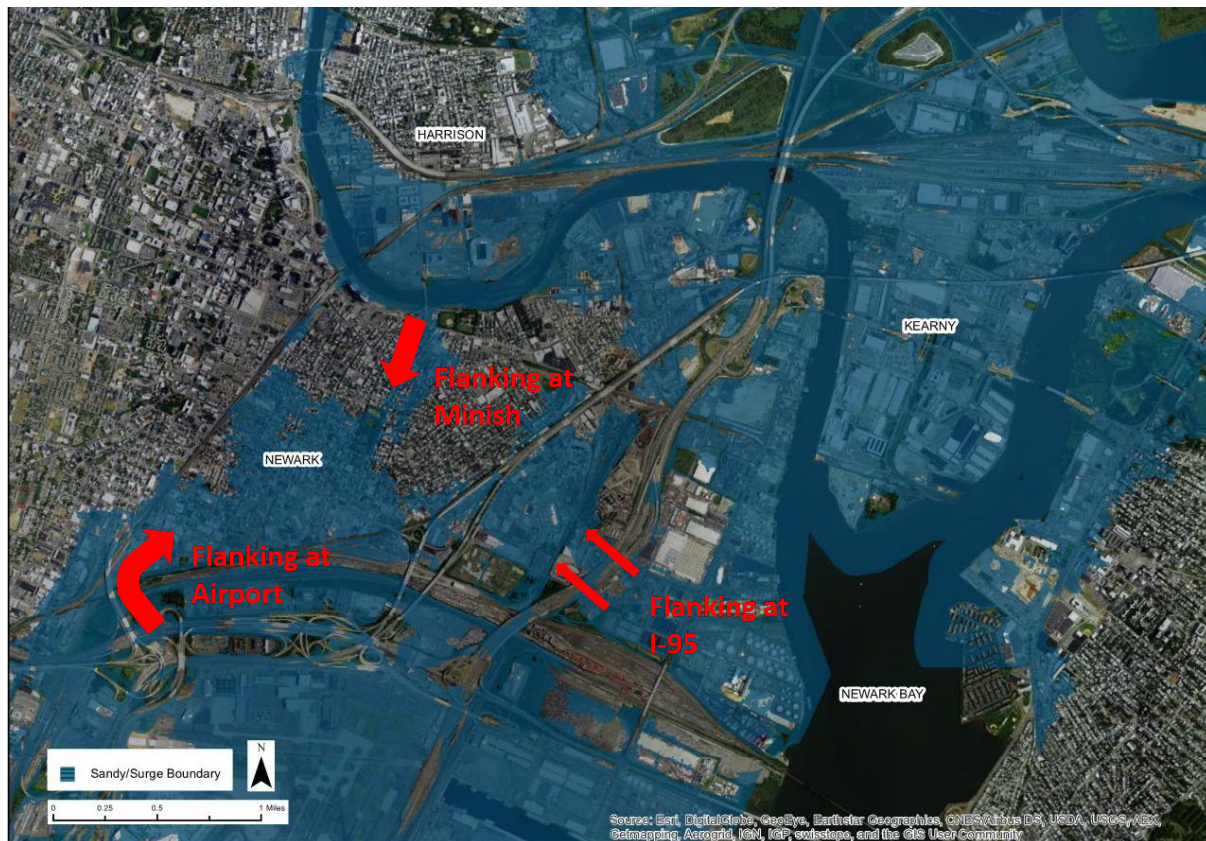 HARRISON
KEARNY
Flanking at
Minish
NEWARK
Flanking at
Airport
Flanking at
I-95
NEWARK BAY
Sandy/Surge Boundary
N
0 0.25 0.5 1 Miles
Source: Esri, DigitalGlobe, GeoEye, Earthstar Geographics, CNES/Airbus DS, USDA, USGS, AEX,
Getmapping, Aerogrid, IGN, IGP, swisstopo, and the GIS User Community